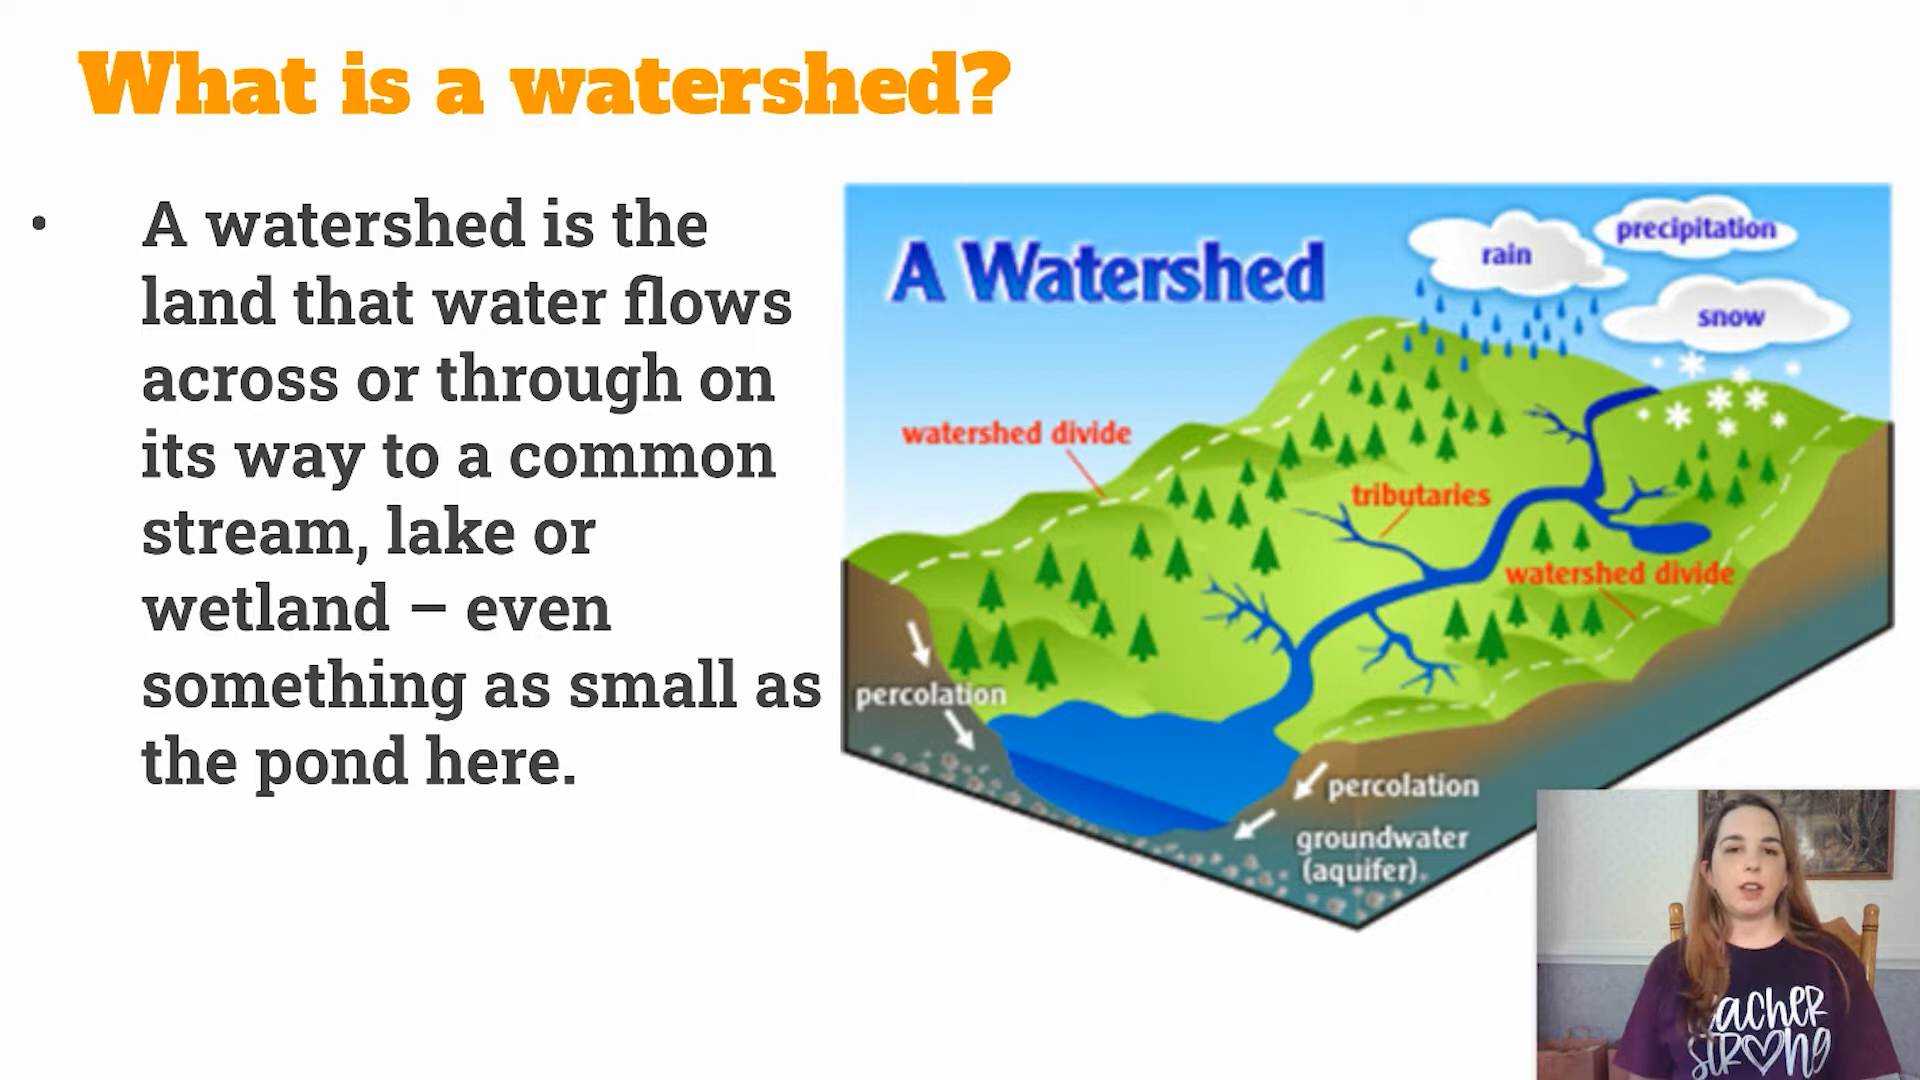 What is a watershed?
• A watershed is the
land that water flows
across or through on
its way to a common
stream, lake or
wetland – even
something as small as
the pond here.
A Watershed
rain
precipitation
snow
watershed divide
tributaries
watershed divide
percolation
percolation
groundwater
(aquifer)
STRONG